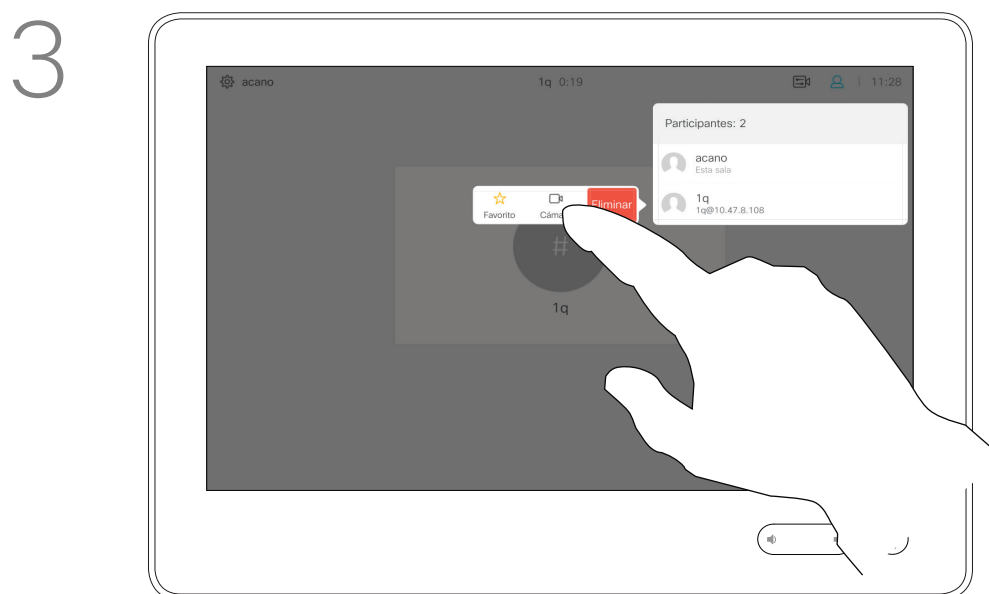 3
acano
1q 0:19
11:28
Participantes: 2
acano
Esta sala
1q
1q@10.47.8.108
Favorito
Eliminar
#
1q